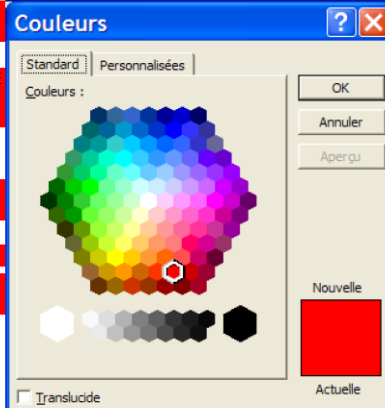 Couleurs
Standard
Personnalisées
Couleurs :
OK
Annuler
Aperçu
Nouvelle
Actuelle
Translucide